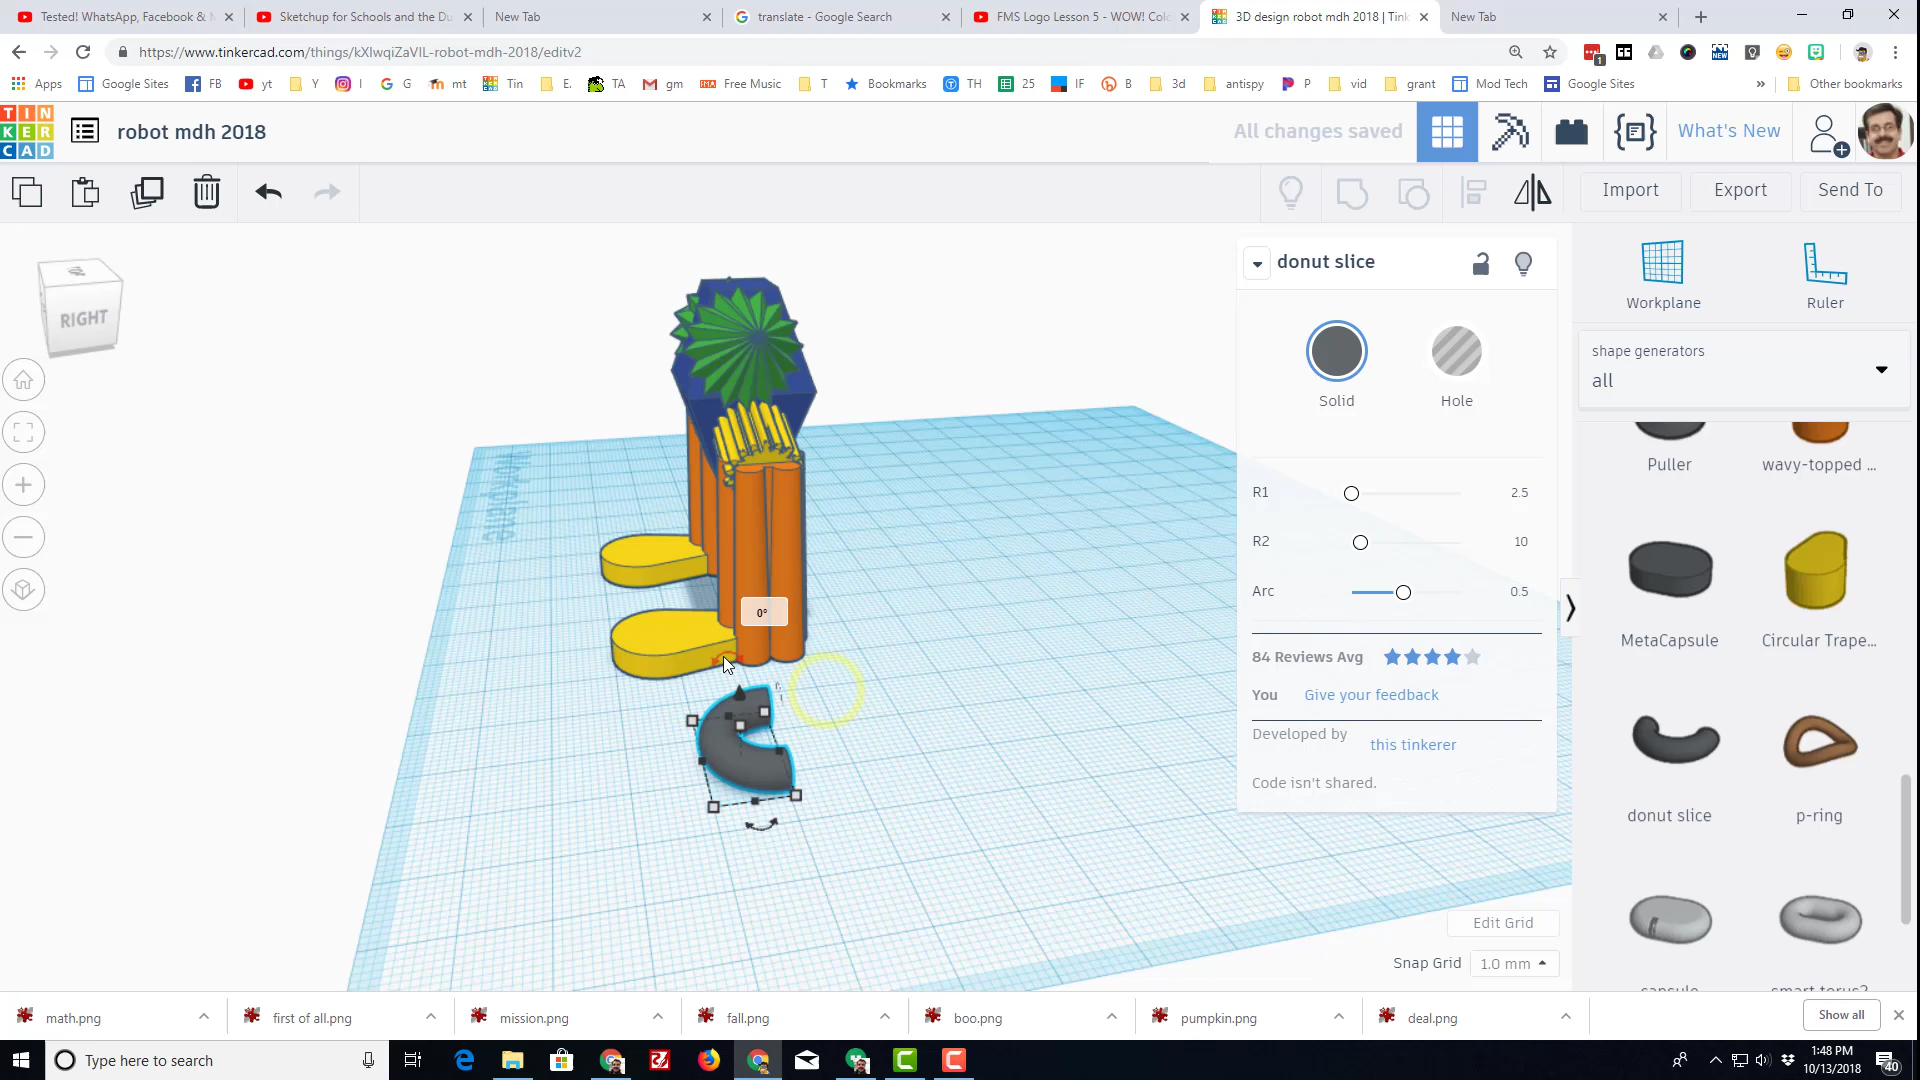 Tested! WhatsApp, Facebook &
Sketchup for Schools and the Du
New Tab
translate - Google Search
FMS Logo Lesson 5 - WOW! Col
3D design robot mdh 2018 | Tink
New Tab
https://www.tinkercad.com/things/kXlwqiZaVIL-robot-mdh-2018/editv2
Apps
Google Sites
FB
yt
Y
I
G
mt
Tin
E.
TA
gm
Free Music
T
Bookmarks
TH
25
IF
B
3d
antispy
P
vid
grant
Mod Tech
Google Sites
»
Other bookmarks
TIN
KER
CAD
robot mdh 2018
All changes saved
What's New
Import
Export
Send To
RIGHT
Workplane
0°
donut slice
Solid
Hole
R1
2.5
R2
10
Arc
0.5
84 Reviews Avg
You
Give your feedback
Developed by
this tinkerer
Code isn't shared.
Edit Grid
Snap Grid
1.0 mm
Workplane
Ruler
shape generators
all
Puller
wavy-topped ...
MetaCapsule
Circular Trape...
donut slice
p-ring
capsule
smart torus2
math.png
first of all.png
mission.png
fall.png
boo.png
pumpkin.png
deal.png
Show all
Type here to search
1:48 PM
10/13/2018
40